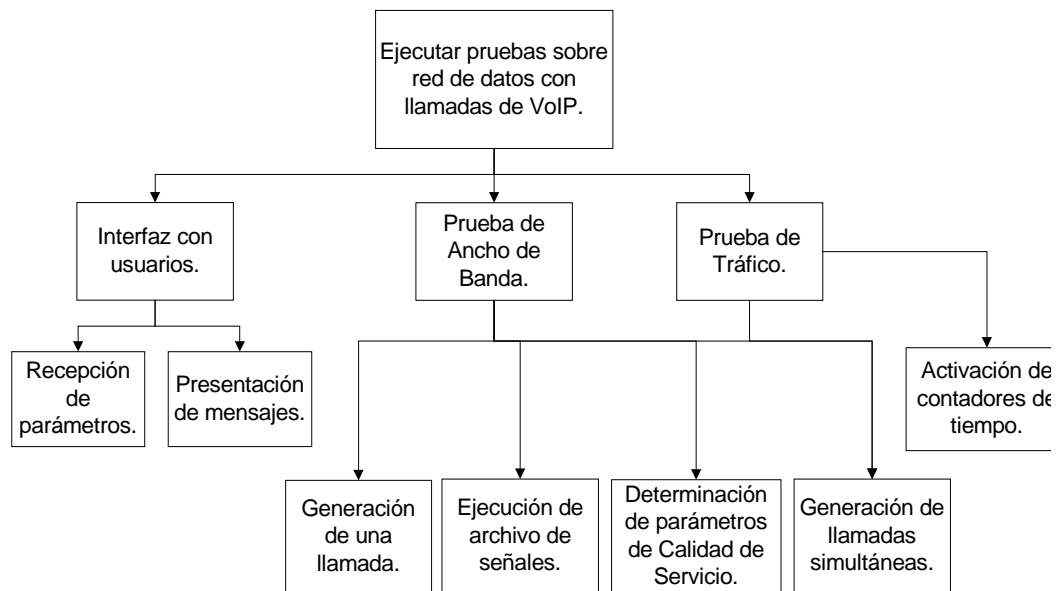 Ejecutar pruebas sobre
red de datos con
llamadas de VoIP.
Interfaz con
usuarios.
Prueba de
Ancho de
Banda.
Prueba de
Tráfico.
Recepción
de
parámetros.
Presentación
de mensajes.
Activación de
contadores de
tiempo.
Generación
de una
llamada.
Ejecución de
archivo de
señales.
Determinación
de parámetros
de Calidad de
Servicio.
Generación de
llamadas
simultáneas.